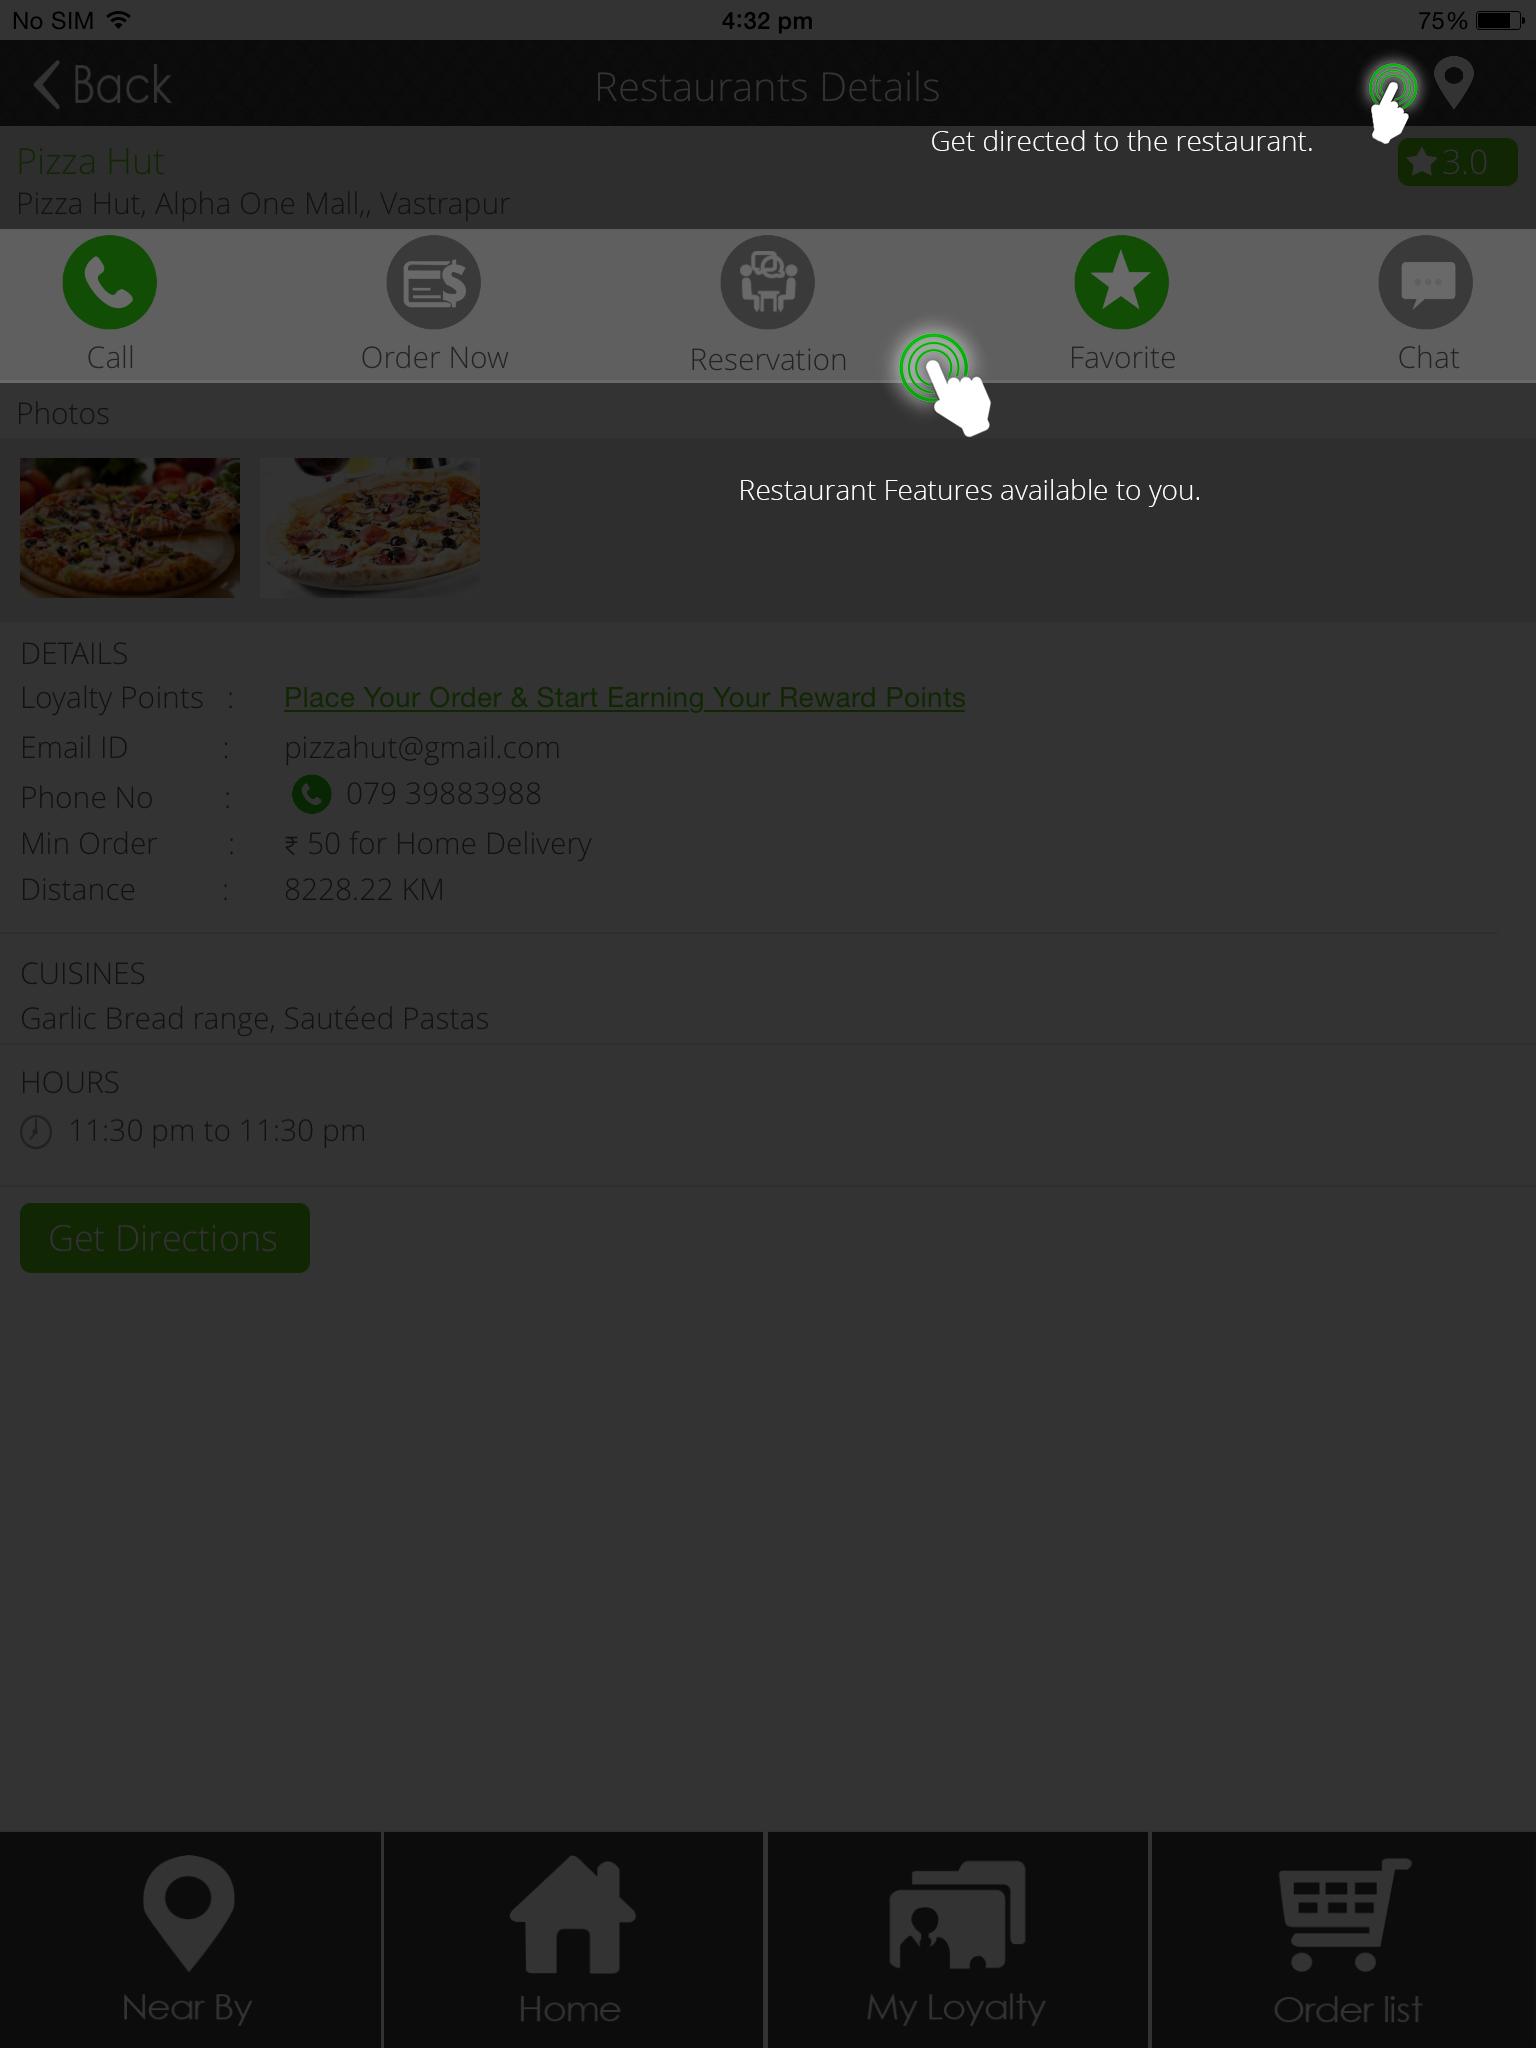 No SIM 4:32 pm 75%
Back Restaurants Details
Get directed to the restaurant.
Pizza Hut 3.0
Pizza Hut, Alpha One Mall,, Vastrapur
Call Order Now Reservation Favorite Chat
Photos
Restaurant Features available to you.
DETAILS
Loyalty Points : Place Your Order & Start Earning Your Reward Points
Email ID : pizzahut@gmail.com
Phone No : 079 39883988
Min Order : ₹ 50 for Home Delivery
Distance : 8228.22 KM
CUISINES
Garlic Bread range, Sautéed Pastas
HOURS
11:30 pm to 11:30 pm
Get Directions
Near By Home My Loyalty Order list